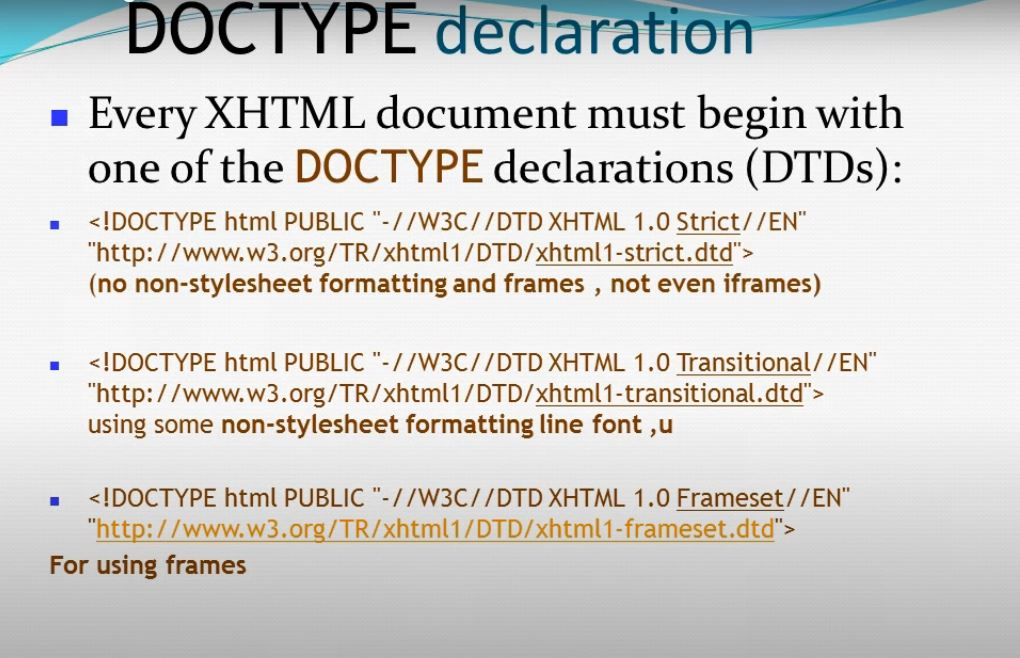 DOCTYPE declaration
Every XHTML document must begin with
one of the DOCTYPE declarations (DTDs):
<!DOCTYPE html PUBLIC "-//W3C//DTD XHTML 1.0 Strict//EN"
"http://www.w3.org/TR/xhtml1/DTD/xhtml1-strict.dtd">
(no non-stylesheet formatting and frames , not even iframes)
<!DOCTYPE html PUBLIC "-//W3C//DTD XHTML 1.0 Transitional//EN"
"http://www.w3.org/TR/xhtml1/DTD/xhtml1-transitional.dtd">
using some non-stylesheet formatting line font ,u
<!DOCTYPE html PUBLIC "-//W3C//DTD XHTML 1.0 Frameset//EN"
"http://www.w3.org/TR/xhtml1/DTD/xhtml1-frameset.dtd">
For using frames